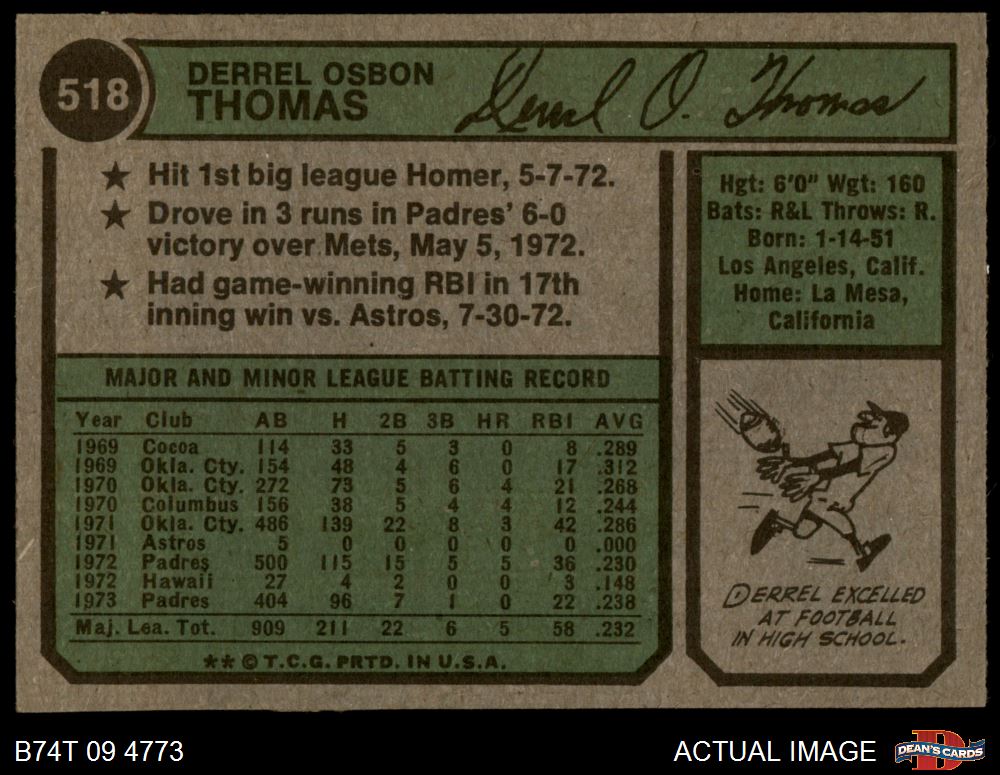 518
DERREL OSBON
THOMAS
Derrel O. Thomas
★ Hit 1st big league Homer, 5-7-72.
★ Drove in 3 runs in Padres' 6-0
victory over Mets, May 5, 1972.
★ Had game-winning RBI in 17th
inning win vs. Astros, 7-30-72.
Hgt: 6'0" Wgt: 160
Bats: R&L Throws: R.
Born: 1-14-51
Los Angeles, Calif.
Home: La Mesa,
California
MAJOR AND MINOR LEAGUE BATTING RECORD
Year Club AB H 2B 3B HR RBI AVG
1969 Cocoa 114 33 5 3 0 8 .289
1969 Okla. Cty. 154 48 4 6 0 17 .312
1970 Okla. Cty. 272 73 5 6 4 21 .268
1970 Columbus 156 38 5 4 4 12 .244
1971 Okla. Cty. 486 139 22 8 3 42 .286
1971 Astros 5 0 0 0 0 0 .000
1972 Padres 500 115 15 5 5 36 .230
1972 Hawaii 27 4 2 0 0 3 .148
1973 Padres 404 96 7 1 0 22 .238
Maj. Lea. Tot. 909 211 22 6 5 58 .232
** © T.C.G. PRTD. IN U.S.A.
DERREL EXCELLED
AT FOOTBALL
IN HIGH SCHOOL.
B74T 09 4773
ACTUAL IMAGE
D
DEAN'S CARDS